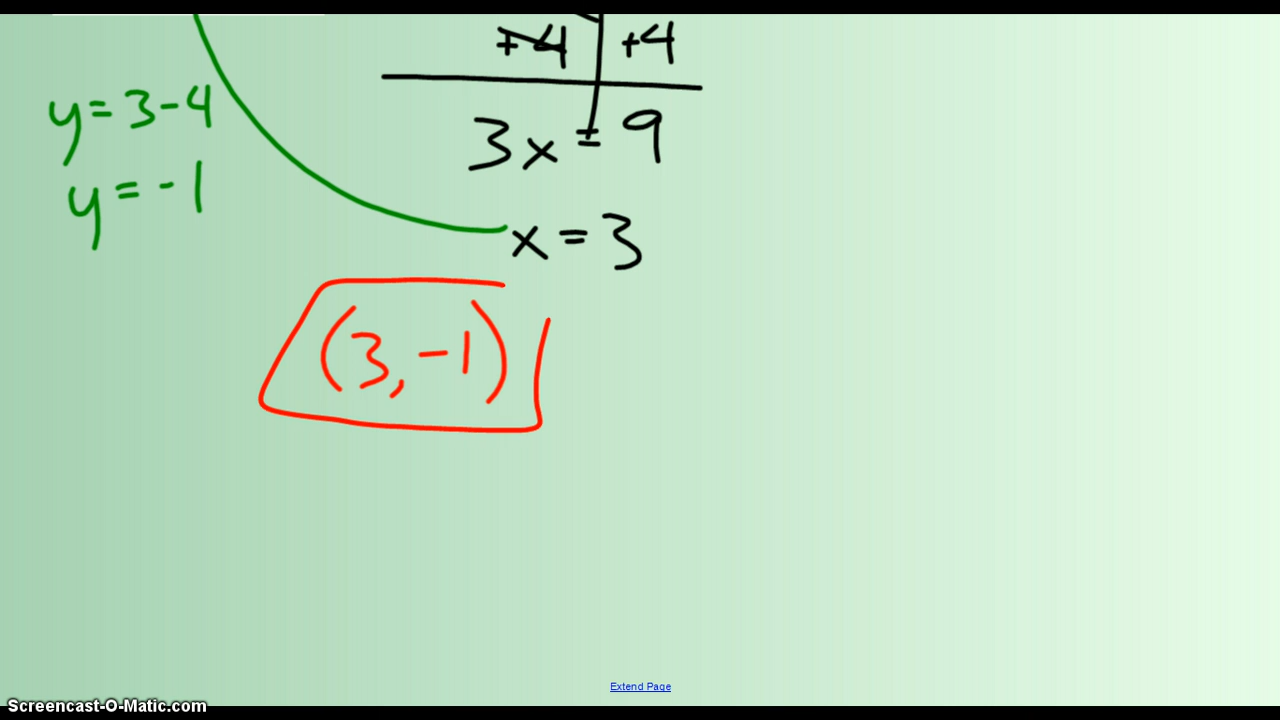 +4 +4
3x = 9
y = 3 - 4
y = -1
x = 3
(3, -1)
Extend Page
Screencast-O-Matic.com